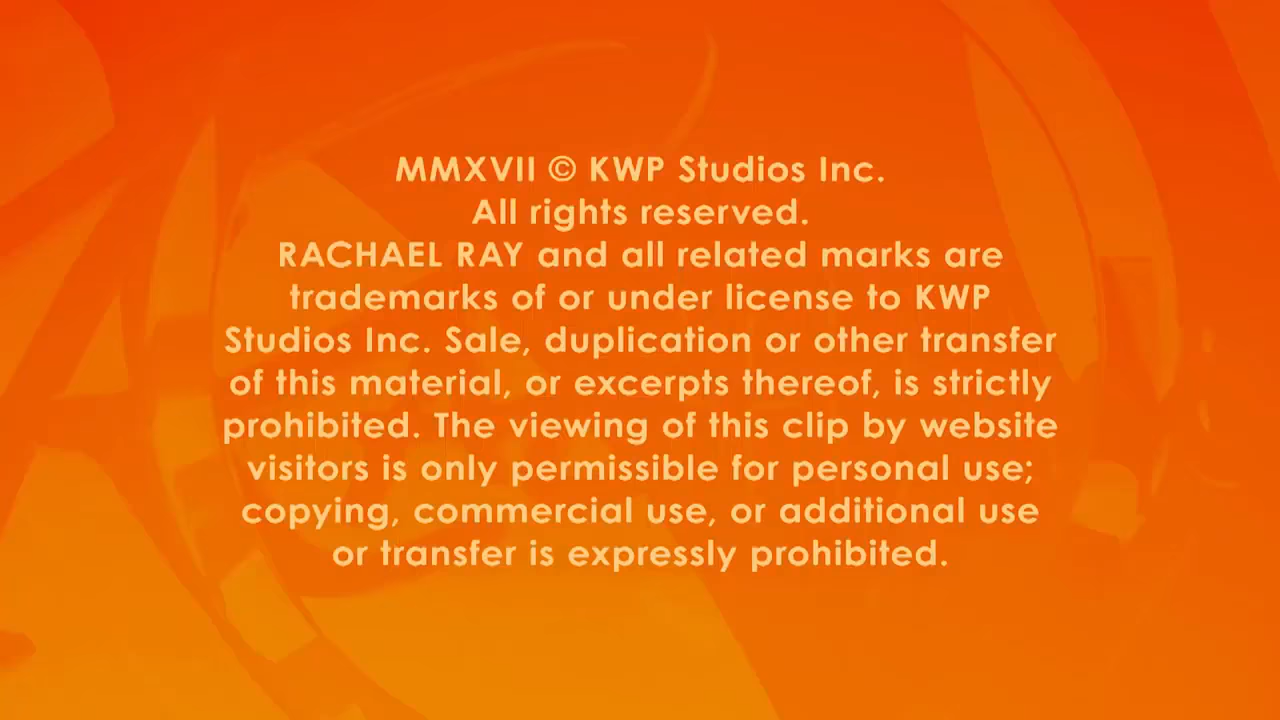 MMXVII © KWP Studios Inc.
All rights reserved.
RACHAEL RAY and all related marks are
trademarks of or under license to KWP
Studios Inc. Sale, duplication or other transfer
of this material, or excerpts thereof, is strictly
prohibited. The viewing of this clip by website
visitors is only permissible for personal use;
copying, commercial use, or additional use
or transfer is expressly prohibited.